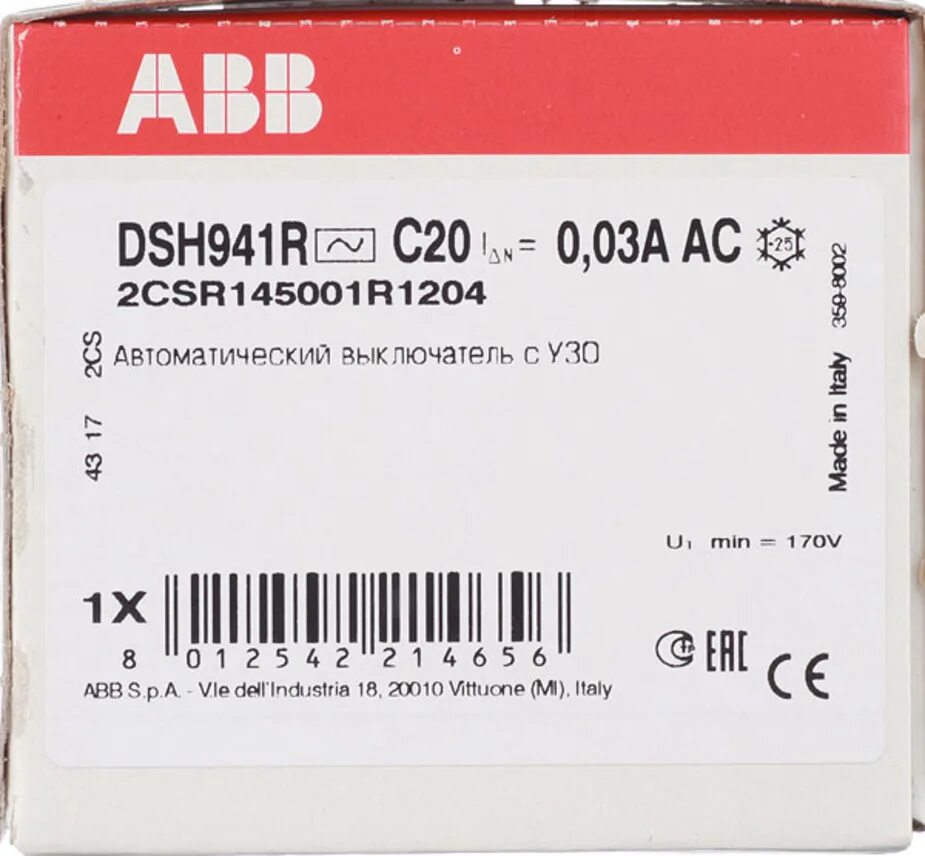 ABB
DSH941R C20 I∆N = 0,03A AC -25
2CSR145001R1204
Автоматический выключатель с УЗО
2CS
43 17
359-8002
Made in Italy
U1 min = 170V
1X
8 012542 214656
EAC
CE
ABB S.p.A. - V.le dell'Industria 18, 20010 Vittuone (MI), Italy